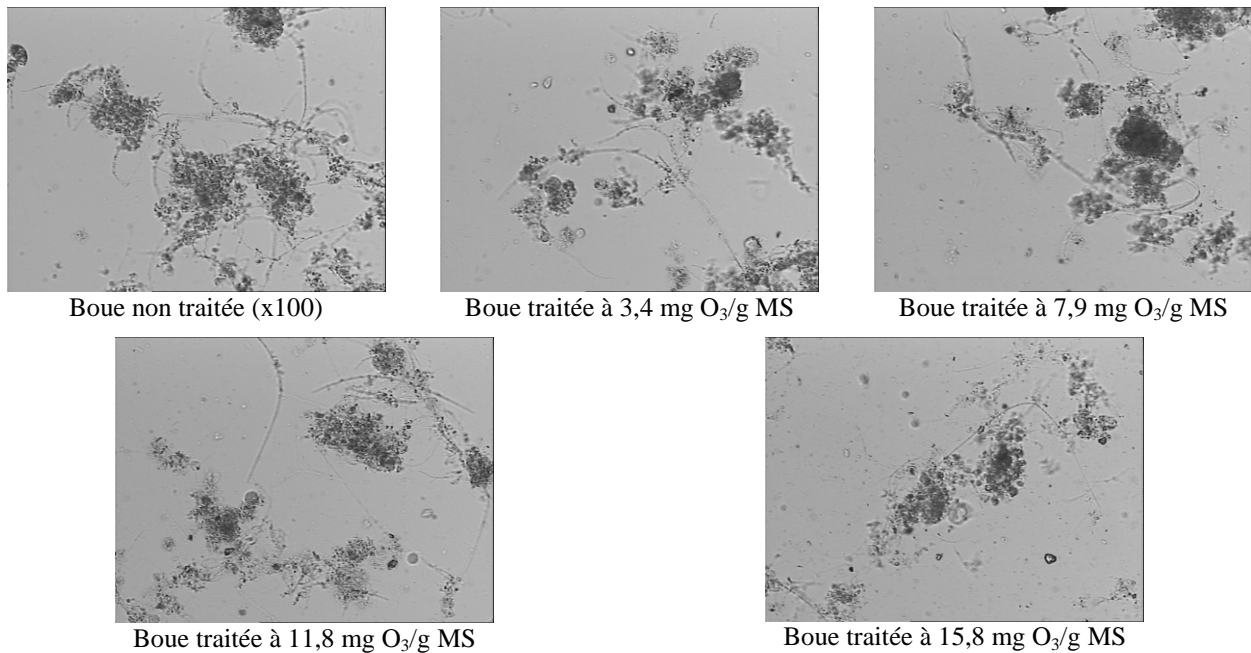 Boue non traitée (x100)
Boue traitée à 3,4 mg O₃/g MS
Boue traitée à 7,9 mg O₃/g MS
Boue traitée à 11,8 mg O₃/g MS
Boue traitée à 15,8 mg O₃/g MS